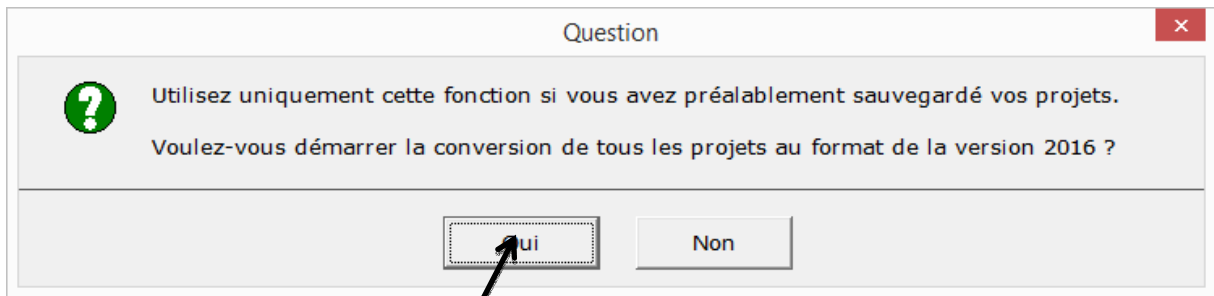 Question
Utilisez uniquement cette fonction si vous avez préalablement sauvegardé vos projets.
Voulez-vous démarrer la conversion de tous les projets au format de la version 2016 ?
Oui Non